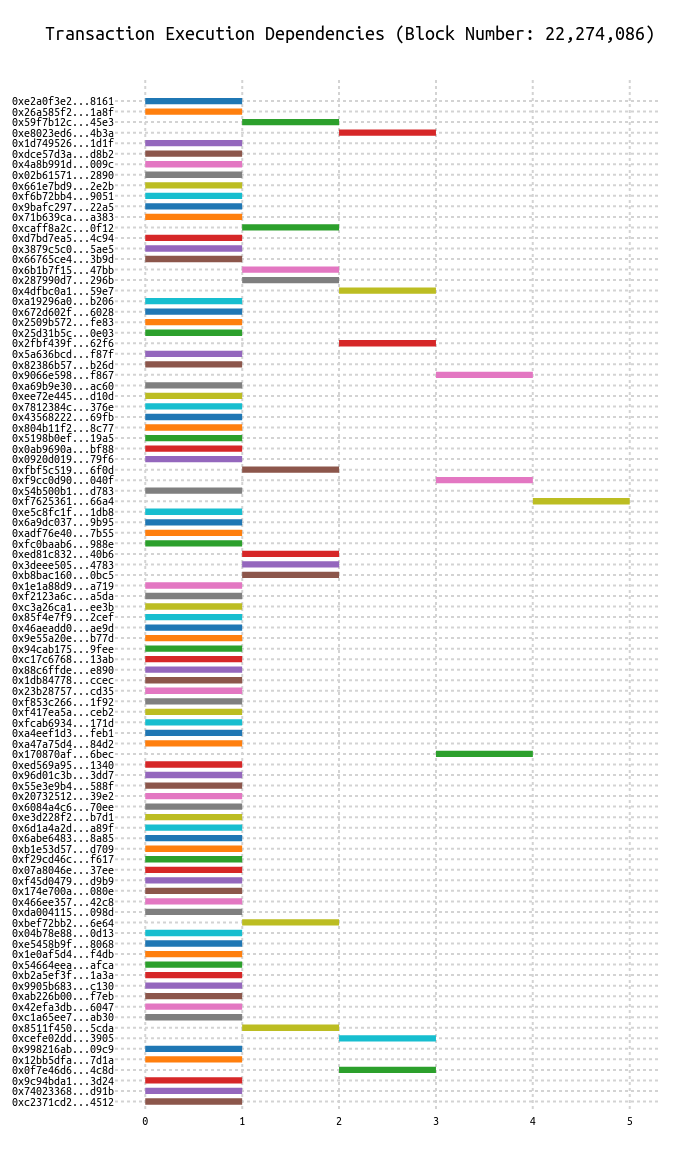 Transaction Execution Dependencies (Block Number: 22,274,086)
0xe2a0f3e2...8161
0x26a585f2...1a8f
0x59f7b12c...45e3
0xe8023ed6...4b3a
0x1d749526...1d1f
0xdce57d3a...d8b2
0x4a8b991d...009c
0x02b61571...2890
0x661e7bd9...2e2b
0xf6b72bb4...9051
0x9bafc297...22a5
0x71b639ca...a383
0xcaff8a2c...0f12
0xd7bd7ea5...4c94
0x3879c5c0...5ae5
0x66765ce4...3b9d
0x6b1b7f15...47bb
0x287990d7...296b
0x4dfbc0a1...59e7
0xa19296a0...b206
0x672d602f...6028
0x2509b572...fe83
0x25d31b5c...0e03
0x2fbf439f...62f6
0x5a636bcd...f87f
0x82386b57...b26d
0x9066e598...f867
0xa69b9e30...ac60
0xee72e445...d10d
0x7812384c...376e
0x43568222...69fb
0x804b11f2...8c77
0x5198b0ef...19a5
0x0ab9690a...bf88
0x0920d019...79f6
0xfbf5c519...6f0d
0xf9cc0d90...040f
0x54b500b1...d783
0xf7625361...66a4
0xe5c8fc1f...1db8
0x6a9dc037...9b95
0xadf76e40...7b55
0xfc0baab6...988e
0xed81c832...40b6
0x3deee505...4783
0xb8bac160...0bc5
0x1e1a88d9...a719
0xf2123a6c...a5da
0xc3a26ca1...ee3b
0x85f4e7f9...2cef
0x46aeadd0...ae9d
0x9e55a20e...b77d
0x94cab175...9fee
0xc17c6768...13ab
0x88c6ffde...e890
0x1db84778...ccec
0x23b28757...cd35
0xf853c266...1f92
0xf417ea5a...ceb2
0xfcab6934...171d
0xa4eef1d3...feb1
0xa47a75d4...84d2
0x170870af...6bec
0xed569a95...1340
0x96d01c3b...3dd7
0x55e3e9b4...588f
0x20732512...39e2
0x6084a4c6...70ee
0xe3d228f2...b7d1
0x6d1a4a2d...a89f
0x6abe6483...8a85
0xb1e53d57...d709
0xf29cd46c...f617
0x07a8046e...37ee
0xf45d0479...d9b9
0x174e700a...080e
0x466ee357...42c8
0xda004115...098d
0xbef72bb2...6e64
0x04b78e88...0d13
0xe5458b9f...8068
0x1e0af5d4...f4db
0x54664eea...afca
0xb2a5ef3f...1a3a
0x9905b683...c130
0xab226b00...f7eb
0x42efa3db...6047
0xc1a65ee7...ab30
0x8511f450...5cda
0xcefe02dd...3905
0x998216ab...09c9
0x12bb5dfa...7d1a
0x0f7e46d6...4c8d
0x9c94bda1...3d24
0x74023368...d91b
0xc2371cd2...4512
0 1 2 3 4 5